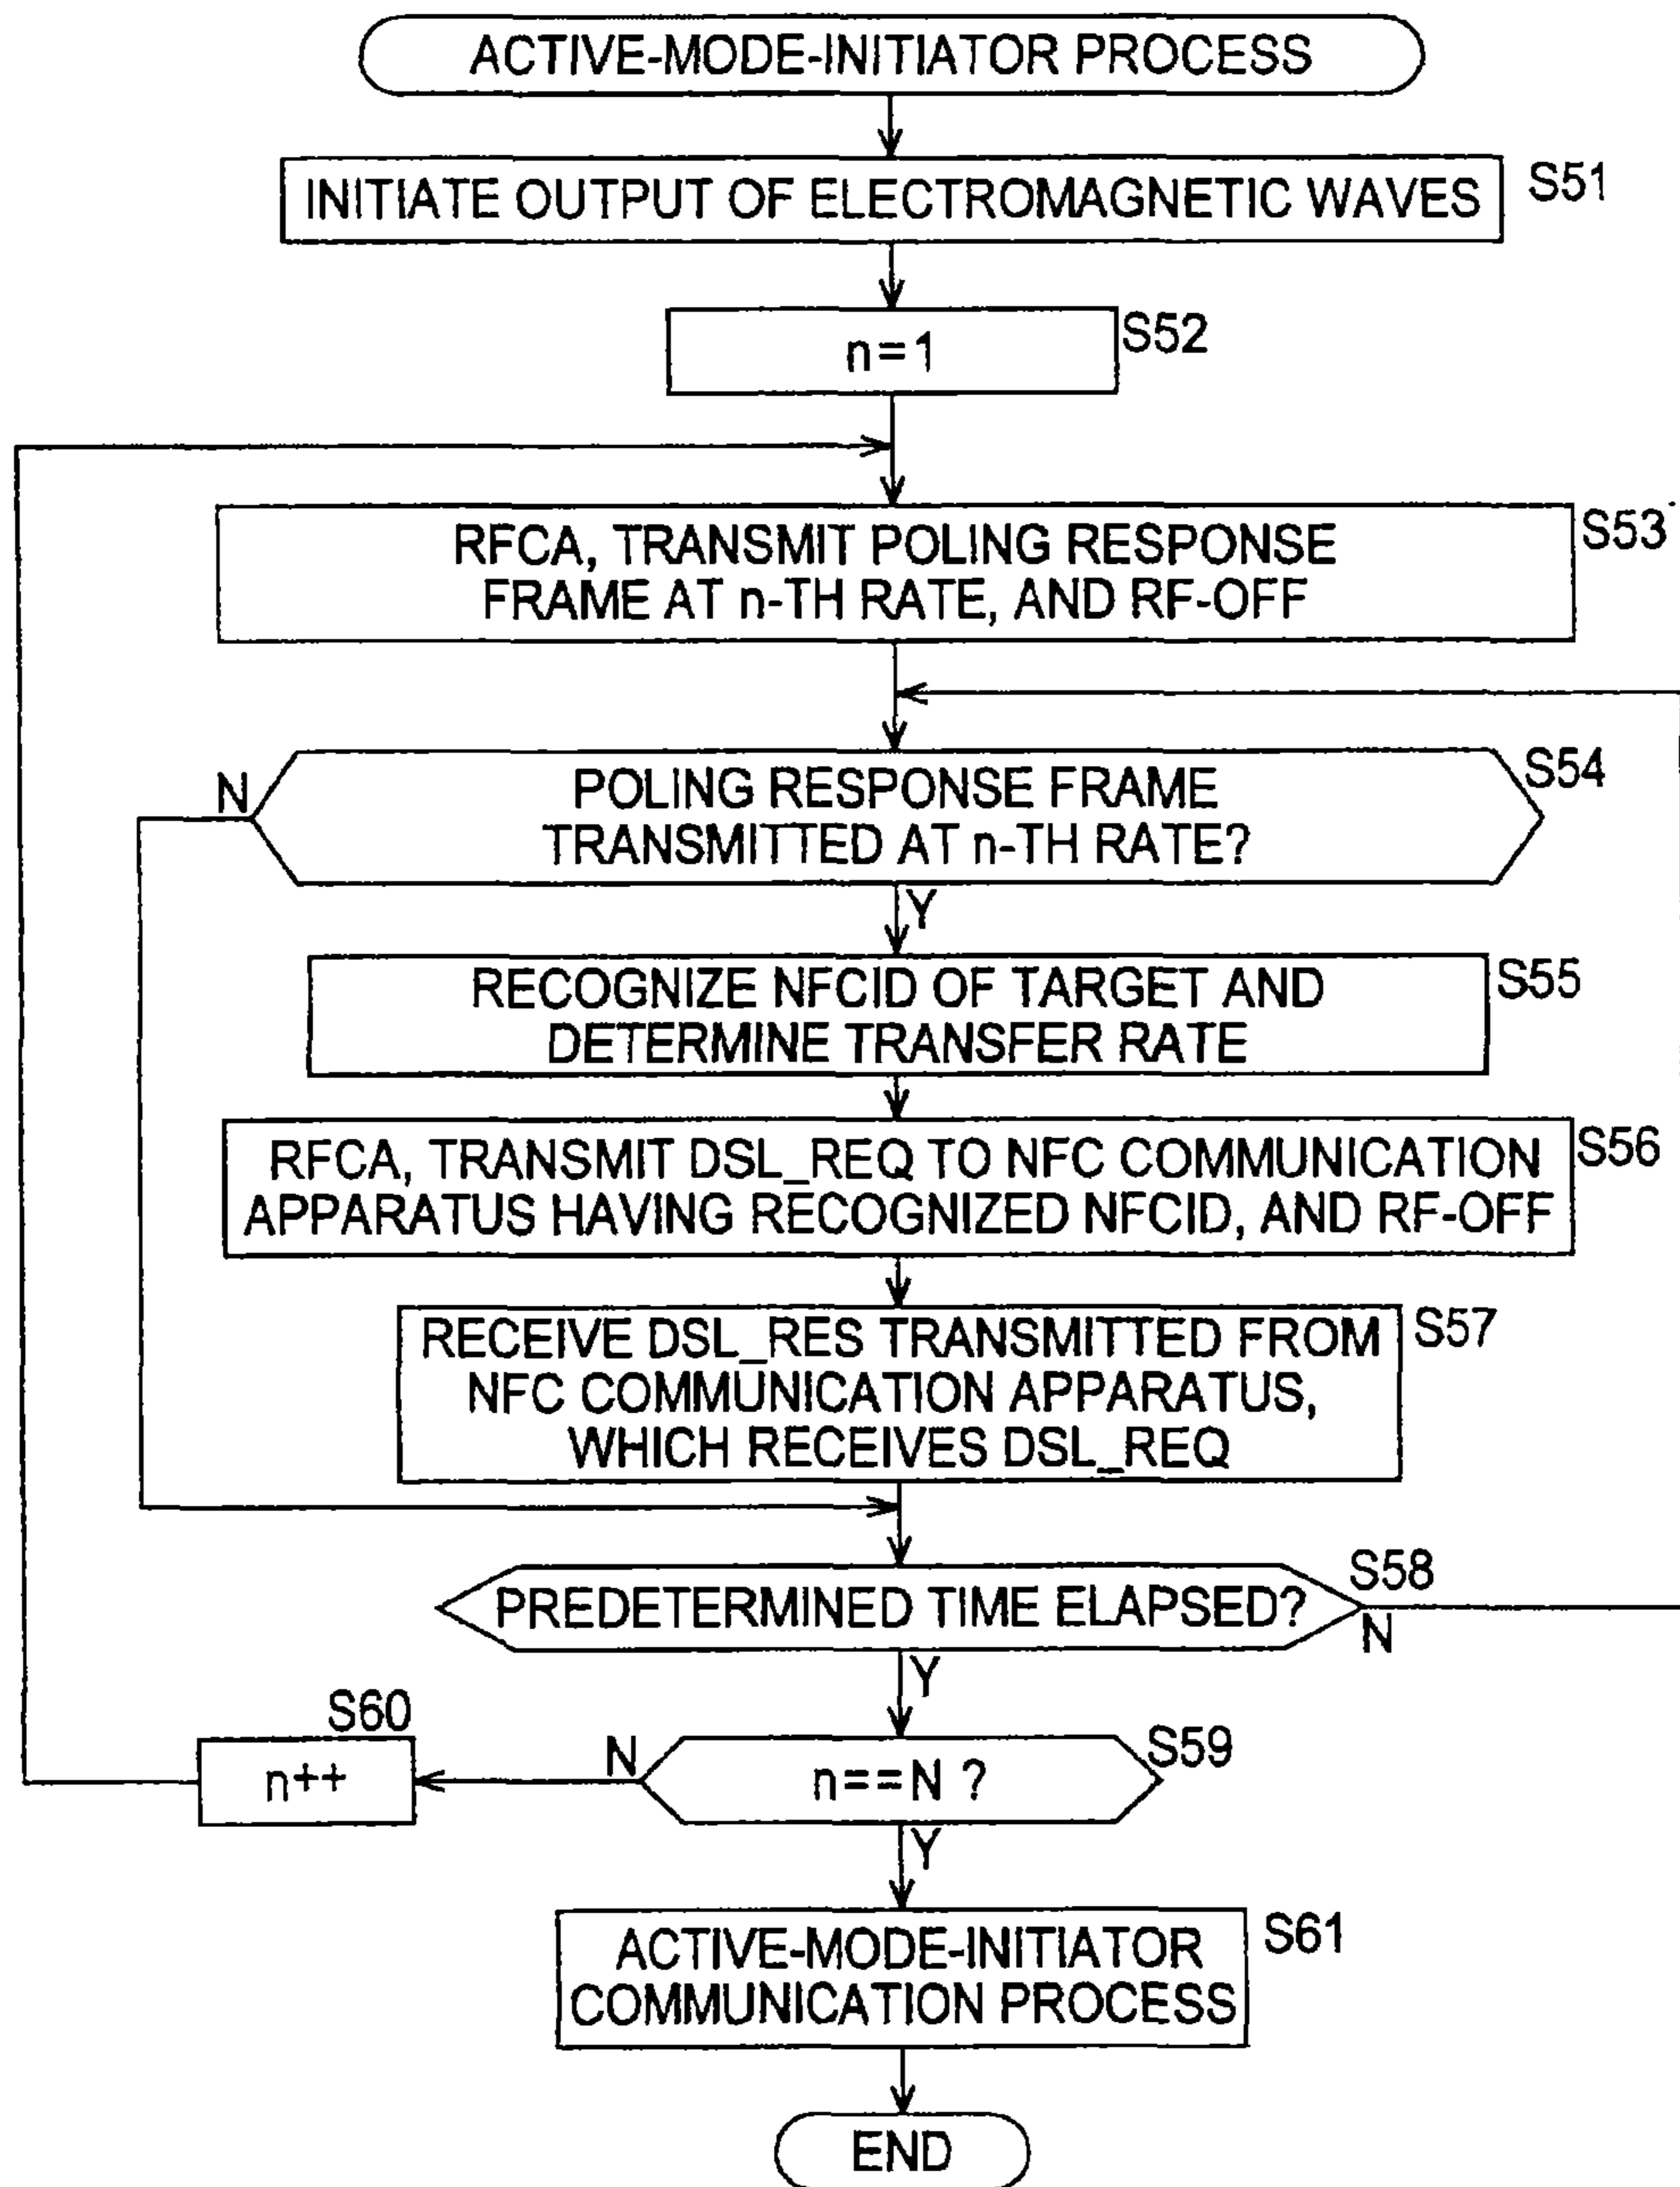 ACTIVE-MODE-INITIATOR PROCESS
INITIATE OUTPUT OF ELECTROMAGNETIC WAVES
S51
n=1
S52
RFCA, TRANSMIT POLING RESPONSE
FRAME AT n-TH RATE, AND RF-OFF
S53
N
POLING RESPONSE FRAME
TRANSMITTED AT n-TH RATE?
S54
Y
RECOGNIZE NFCID OF TARGET AND
DETERMINE TRANSFER RATE
S55
RFCA, TRANSMIT DSL_REQ TO NFC COMMUNICATION
APPARATUS HAVING RECOGNIZED NFCID, AND RF-OFF
S56
RECEIVE DSL_RES TRANSMITTED FROM
NFC COMMUNICATION APPARATUS,
WHICH RECEIVES DSL_REQ
S57
PREDETERMINED TIME ELAPSED?
S58
N
Y
S60
n++
N
n==N ?
S59
Y
ACTIVE-MODE-INITIATOR
COMMUNICATION PROCESS
S61
END